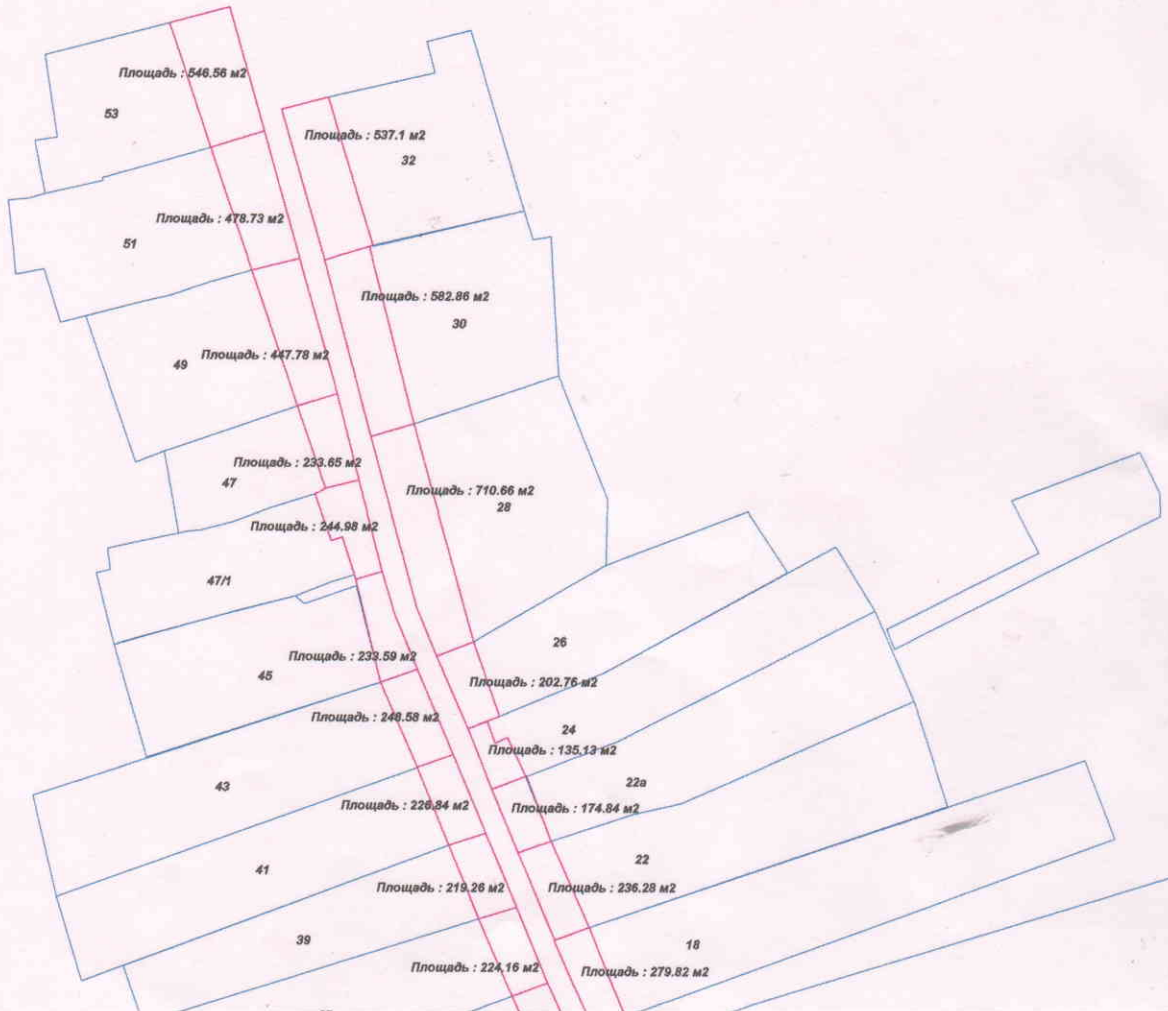 Площадь : 546.56 м2
53
Площадь : 537.1 м2
32
Площадь : 478.73 м2
51
Площадь : 582.86 м2
30
Площадь : 447.78 м2
49
Площадь : 233.65 м2
47
Площадь : 710.66 м2
28
Площадь : 244.98 м2
47/1
26
Площадь : 233.59 м2
45
Площадь : 202.76 м2
Площадь : 248.58 м2
24
Площадь : 135.13 м2
43
22а
Площадь : 226.84 м2
Площадь : 174.84 м2
41
22
Площадь : 219.26 м2
Площадь : 236.28 м2
39
18
Площадь : 224.16 м2
Площадь : 279.82 м2